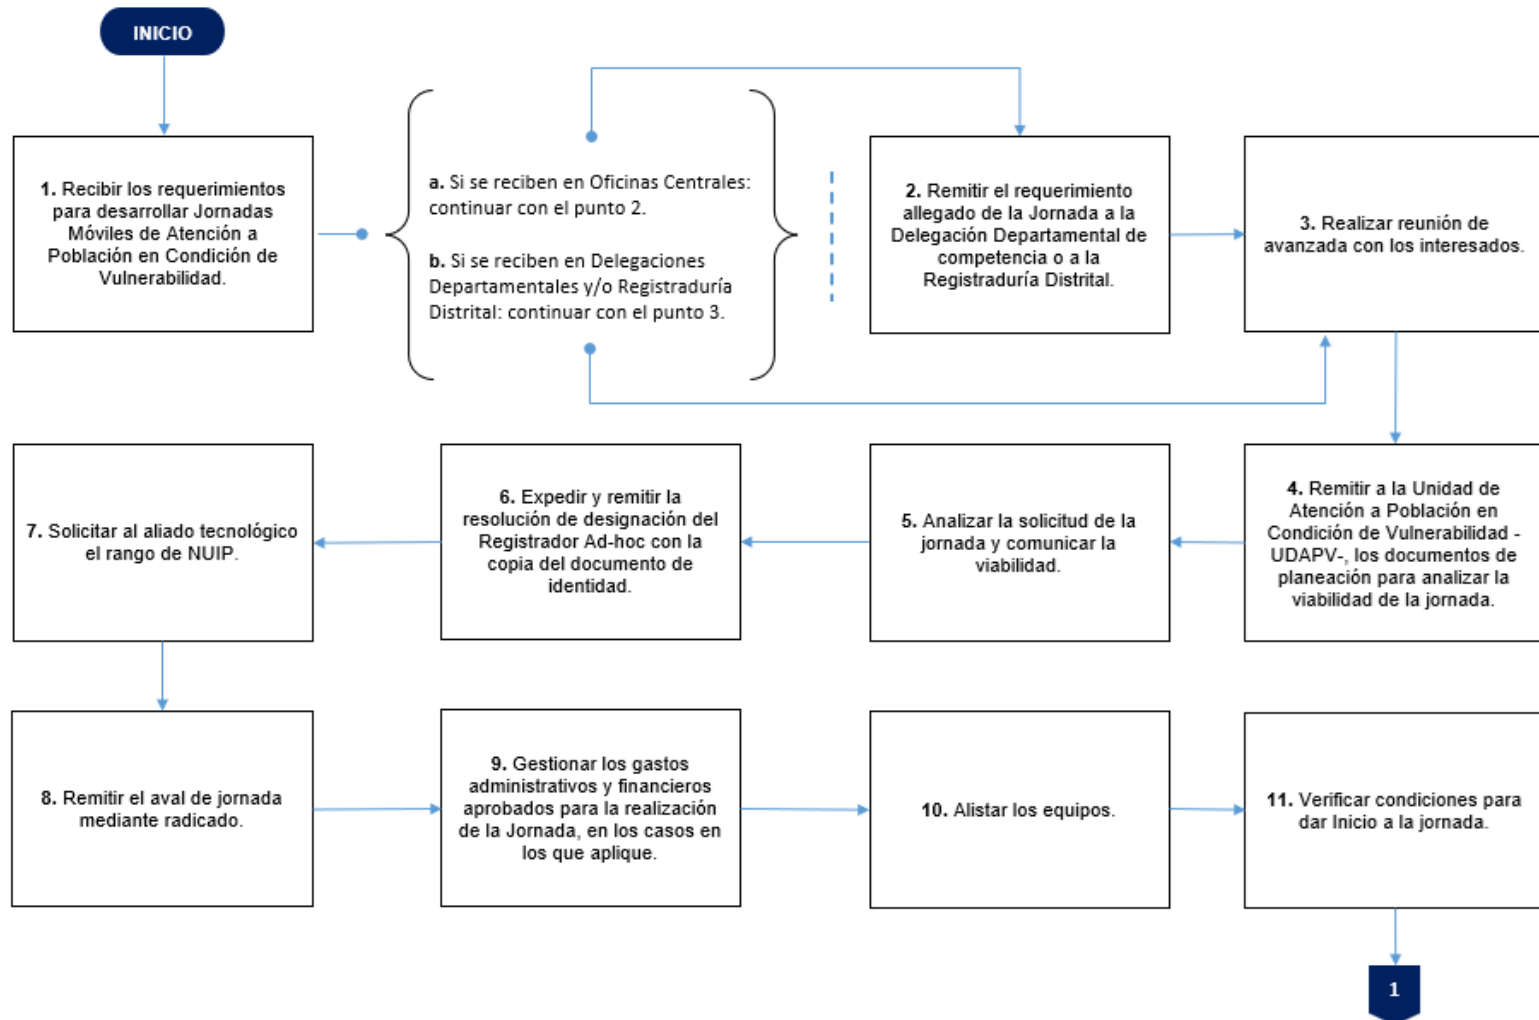 INICIO
1. Recibir los requerimientos
para desarrollar Jornadas
Móviles de Atención a
Población en Condición de
Vulnerabilidad.
a. Si se reciben en Oficinas Centrales:
continuar con el punto 2.
b. Si se reciben en Delegaciones
Departamentales y/o Registraduría
Distrital: continuar con el punto 3.
2. Remitir el requerimiento
allegado de la Jornada a la
Delegación Departamental de
competencia o a la
Registraduría Distrital.
3. Realizar reunión de
avanzada con los interesados.
4. Remitir a la Unidad de
Atención a Población en
Condición de Vulnerabilidad -
UDAPV-, los documentos de
planeación para analizar la
viabilidad de la jornada.
5. Analizar la solicitud de la
jornada y comunicar la
viabilidad.
6. Expedir y remitir la
resolución de designación del
Registrador Ad-hoc con la
copia del documento de
identidad.
7. Solicitar al aliado tecnológico
el rango de NUIP.
8. Remitir el aval de jornada
mediante radicado.
9. Gestionar los gastos
administrativos y financieros
aprobados para la realización
de la Jornada, en los casos en
los que aplique.
10. Alistar los equipos.
11. Verificar condiciones para
dar Inicio a la jornada.
1